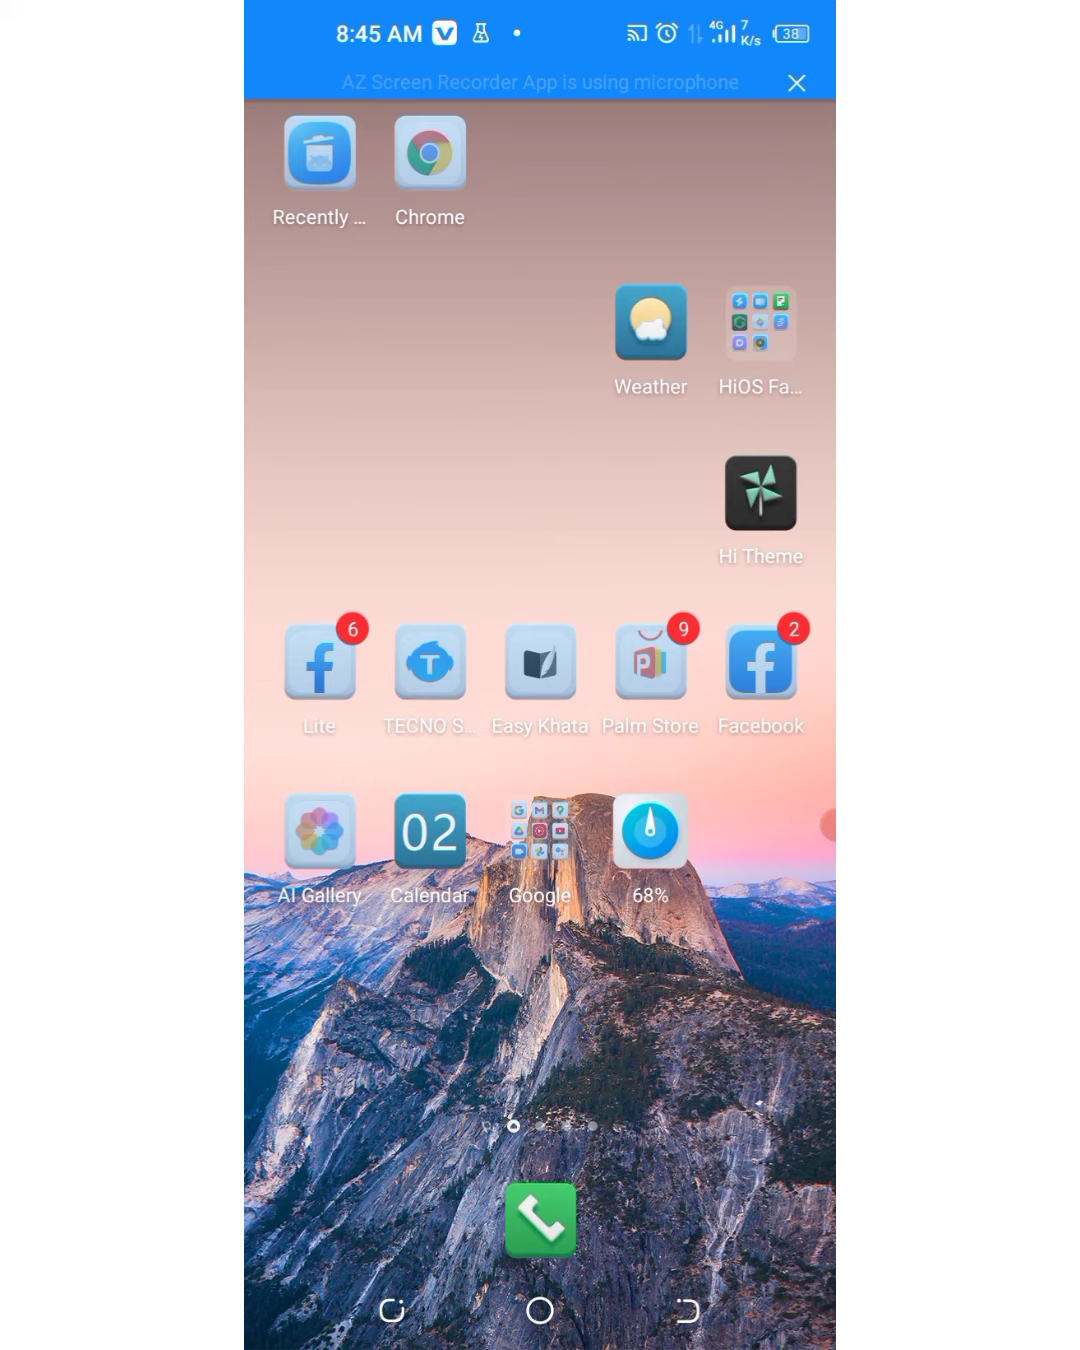 8:45 AM
4G 7 K/s 38
AZ Screen Recorder App is using microphone
Recently ... Chrome
Weather HiOS Fa...
Hi Theme
6 9 2
Lite TECNO S... Easy Khata Palm Store Facebook
02
AI Gallery Calendar Google 68%